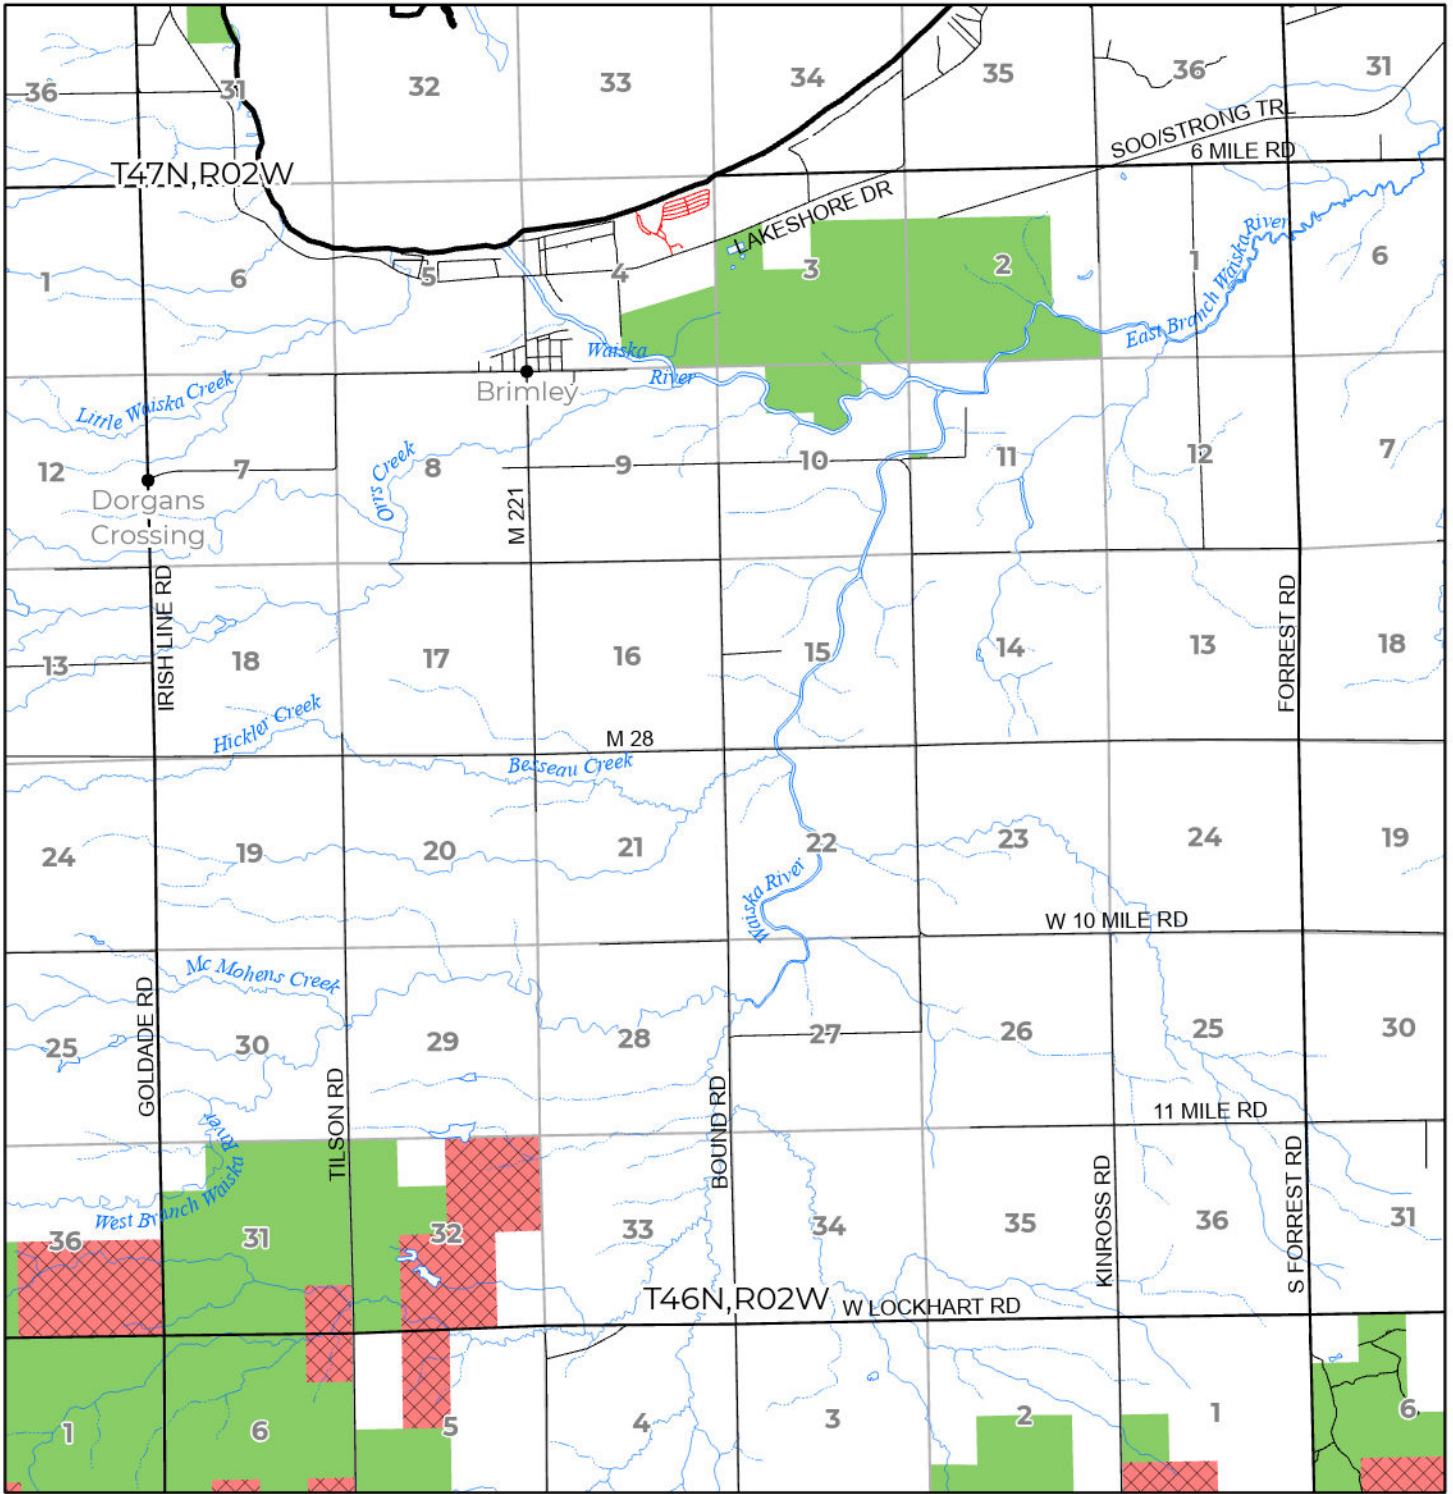 36
31
32
33
34
35
36
31
SOO/STRONG TRL
6 MILE RD
T47N,R02W
LAKESHORE DR
East Branch Waiska River
1
6
5
4
3
2
1
6
Waiska
River
Brimley
Little Waiska Creek
12
7
Orrs Creek
8
9
10
11
12
7
Dorgans
Crossing
M 221
IRISH LINE RD
FORREST RD
13
18
17
16
15
14
13
18
Hickler Creek
M 28
Besseau Creek
24
19
20
21
22
23
24
19
Waiska River
W 10 MILE RD
Mc Mohens Creek
GOLDADE RD
25
30
29
28
27
26
25
30
TILSON RD
BOUND RD
11 MILE RD
West Branch Waiska River
KINROSS RD
S FORREST RD
36
31
32
33
34
35
36
31
T46N,R02W
W LOCKHART RD
1
6
5
4
3
2
1
6